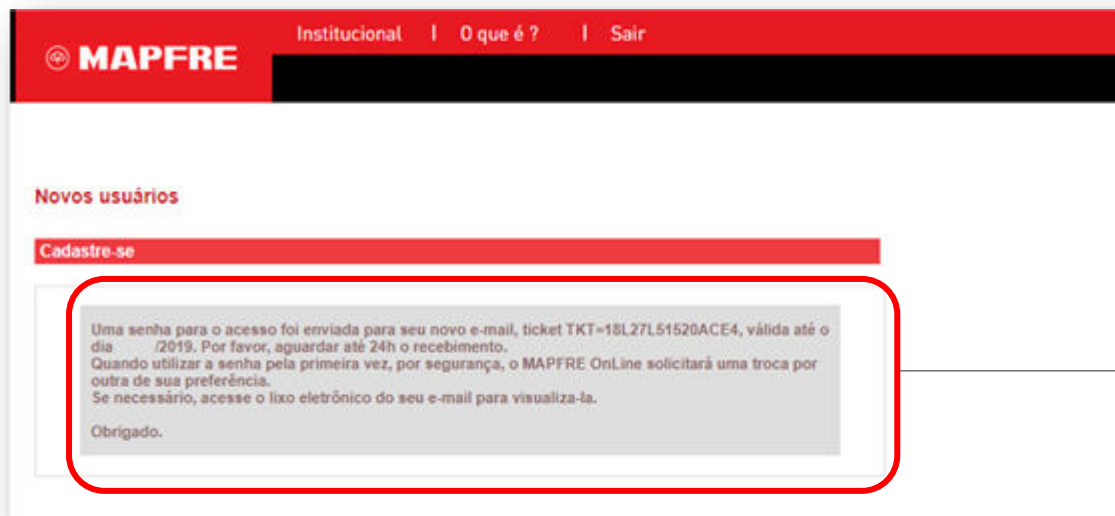 Institucional | O que é ? | Sair
MAPFRE
Novos usuários
Cadastre-se
Uma senha para o acesso foi enviada para seu novo e-mail, ticket TKT=18L27L51520ACE4, válida até o
dia /2019. Por favor, aguardar até 24h o recebimento.
Quando utilizar a senha pela primeira vez, por segurança, o MAPFRE OnLine solicitará uma troca por
outra de sua preferência.
Se necessário, acesse o lixo eletrônico do seu e-mail para visualiza-la.
Obrigado.